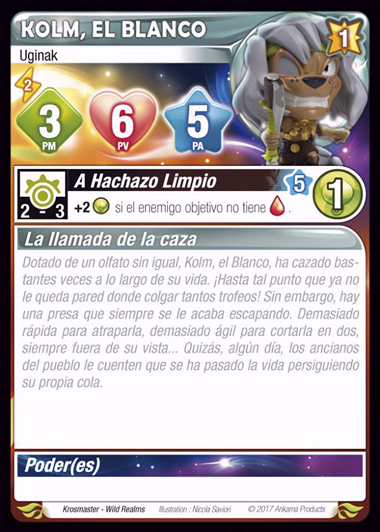 KOLM, EL BLANCO
1
Uginak
2
3
PM
6
PV
5
PA
A Hachazo Limpio
5
1
2 - 3
+2 si el enemigo objetivo no tiene .
La llamada de la caza
Dotado de un olfato sin igual, Kolm, el Blanco, ha cazado bas-
tantes veces a lo largo de su vida. ¡Hasta tal punto que ya no
le queda pared donde colgar tantos trofeos! Sin embargo, hay
una presa que siempre se le acaba escapando. Demasiado
rápida para atraparla, demasiado ágil para cortarla en dos,
siempre fuera de su vista... Quizás, algún día, los ancianos
del pueblo le cuenten que se ha pasado la vida persiguiendo
su propia cola.
Poder(es)
Krosmaster - Wild Realms Illustration : Nicola Saviori © 2017 Ankama Products